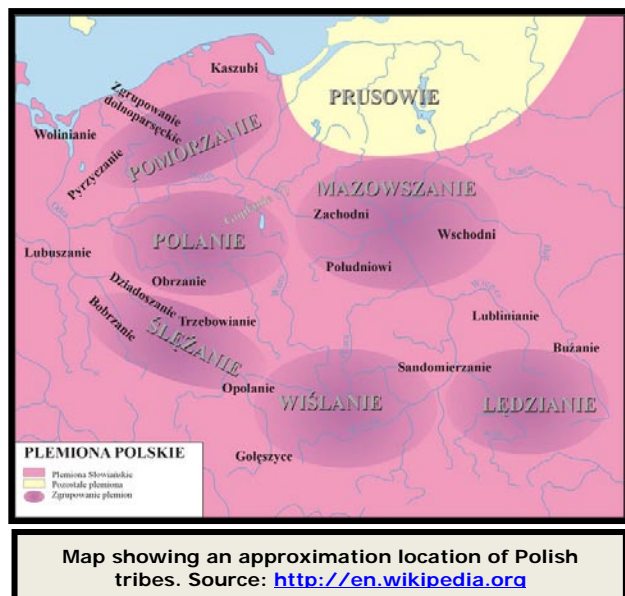 Kaszubi
Zgrupowanie
dolnoparsęckie
PRUSOWIE
Wolinianie
POMORZANIE
Pyrzyczanie
MAZOWSZANIE
Zachodni
Wschodni
POLANIE
Lubuszanie
Południowi
Obrzanie
Dziadoszanie
Bobrzanie
Trzebowianie
ŚLĘŻANIE
Lublinianie
Bużanie
Sandomierzanie
Opolanie
WIŚLANIE
LĘDZIANIE
Golęszyce
PLEMIONA POLSKIE
Plemiona Słowiańskie
Pozostałe plemiona
Zgrupowanie plemion
Map showing an approximation location of Polish
tribes. Source: http://en.wikipedia.org